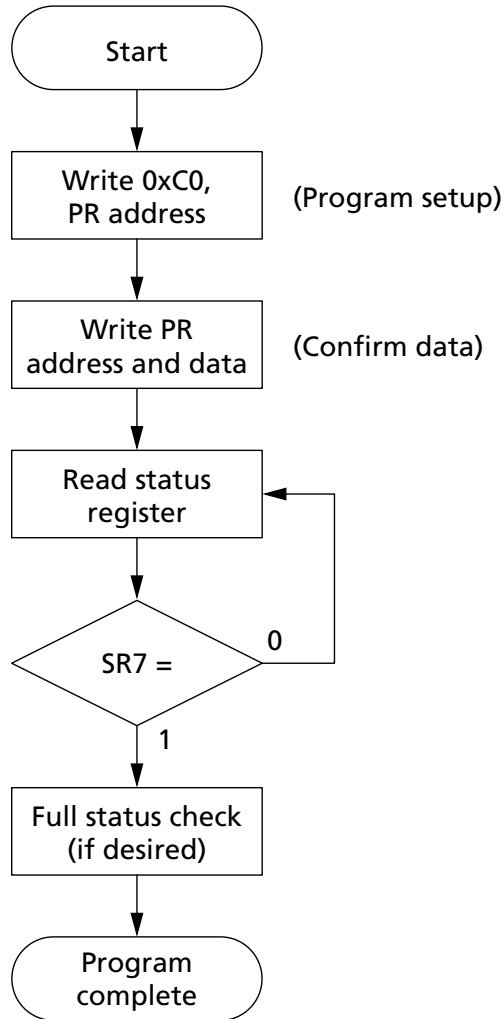 Start
Write 0xC0,
PR address
(Program setup)
Write PR
address and data
(Confirm data)
Read status
register
SR7 =
0
1
Full status check
(if desired)
Program
complete